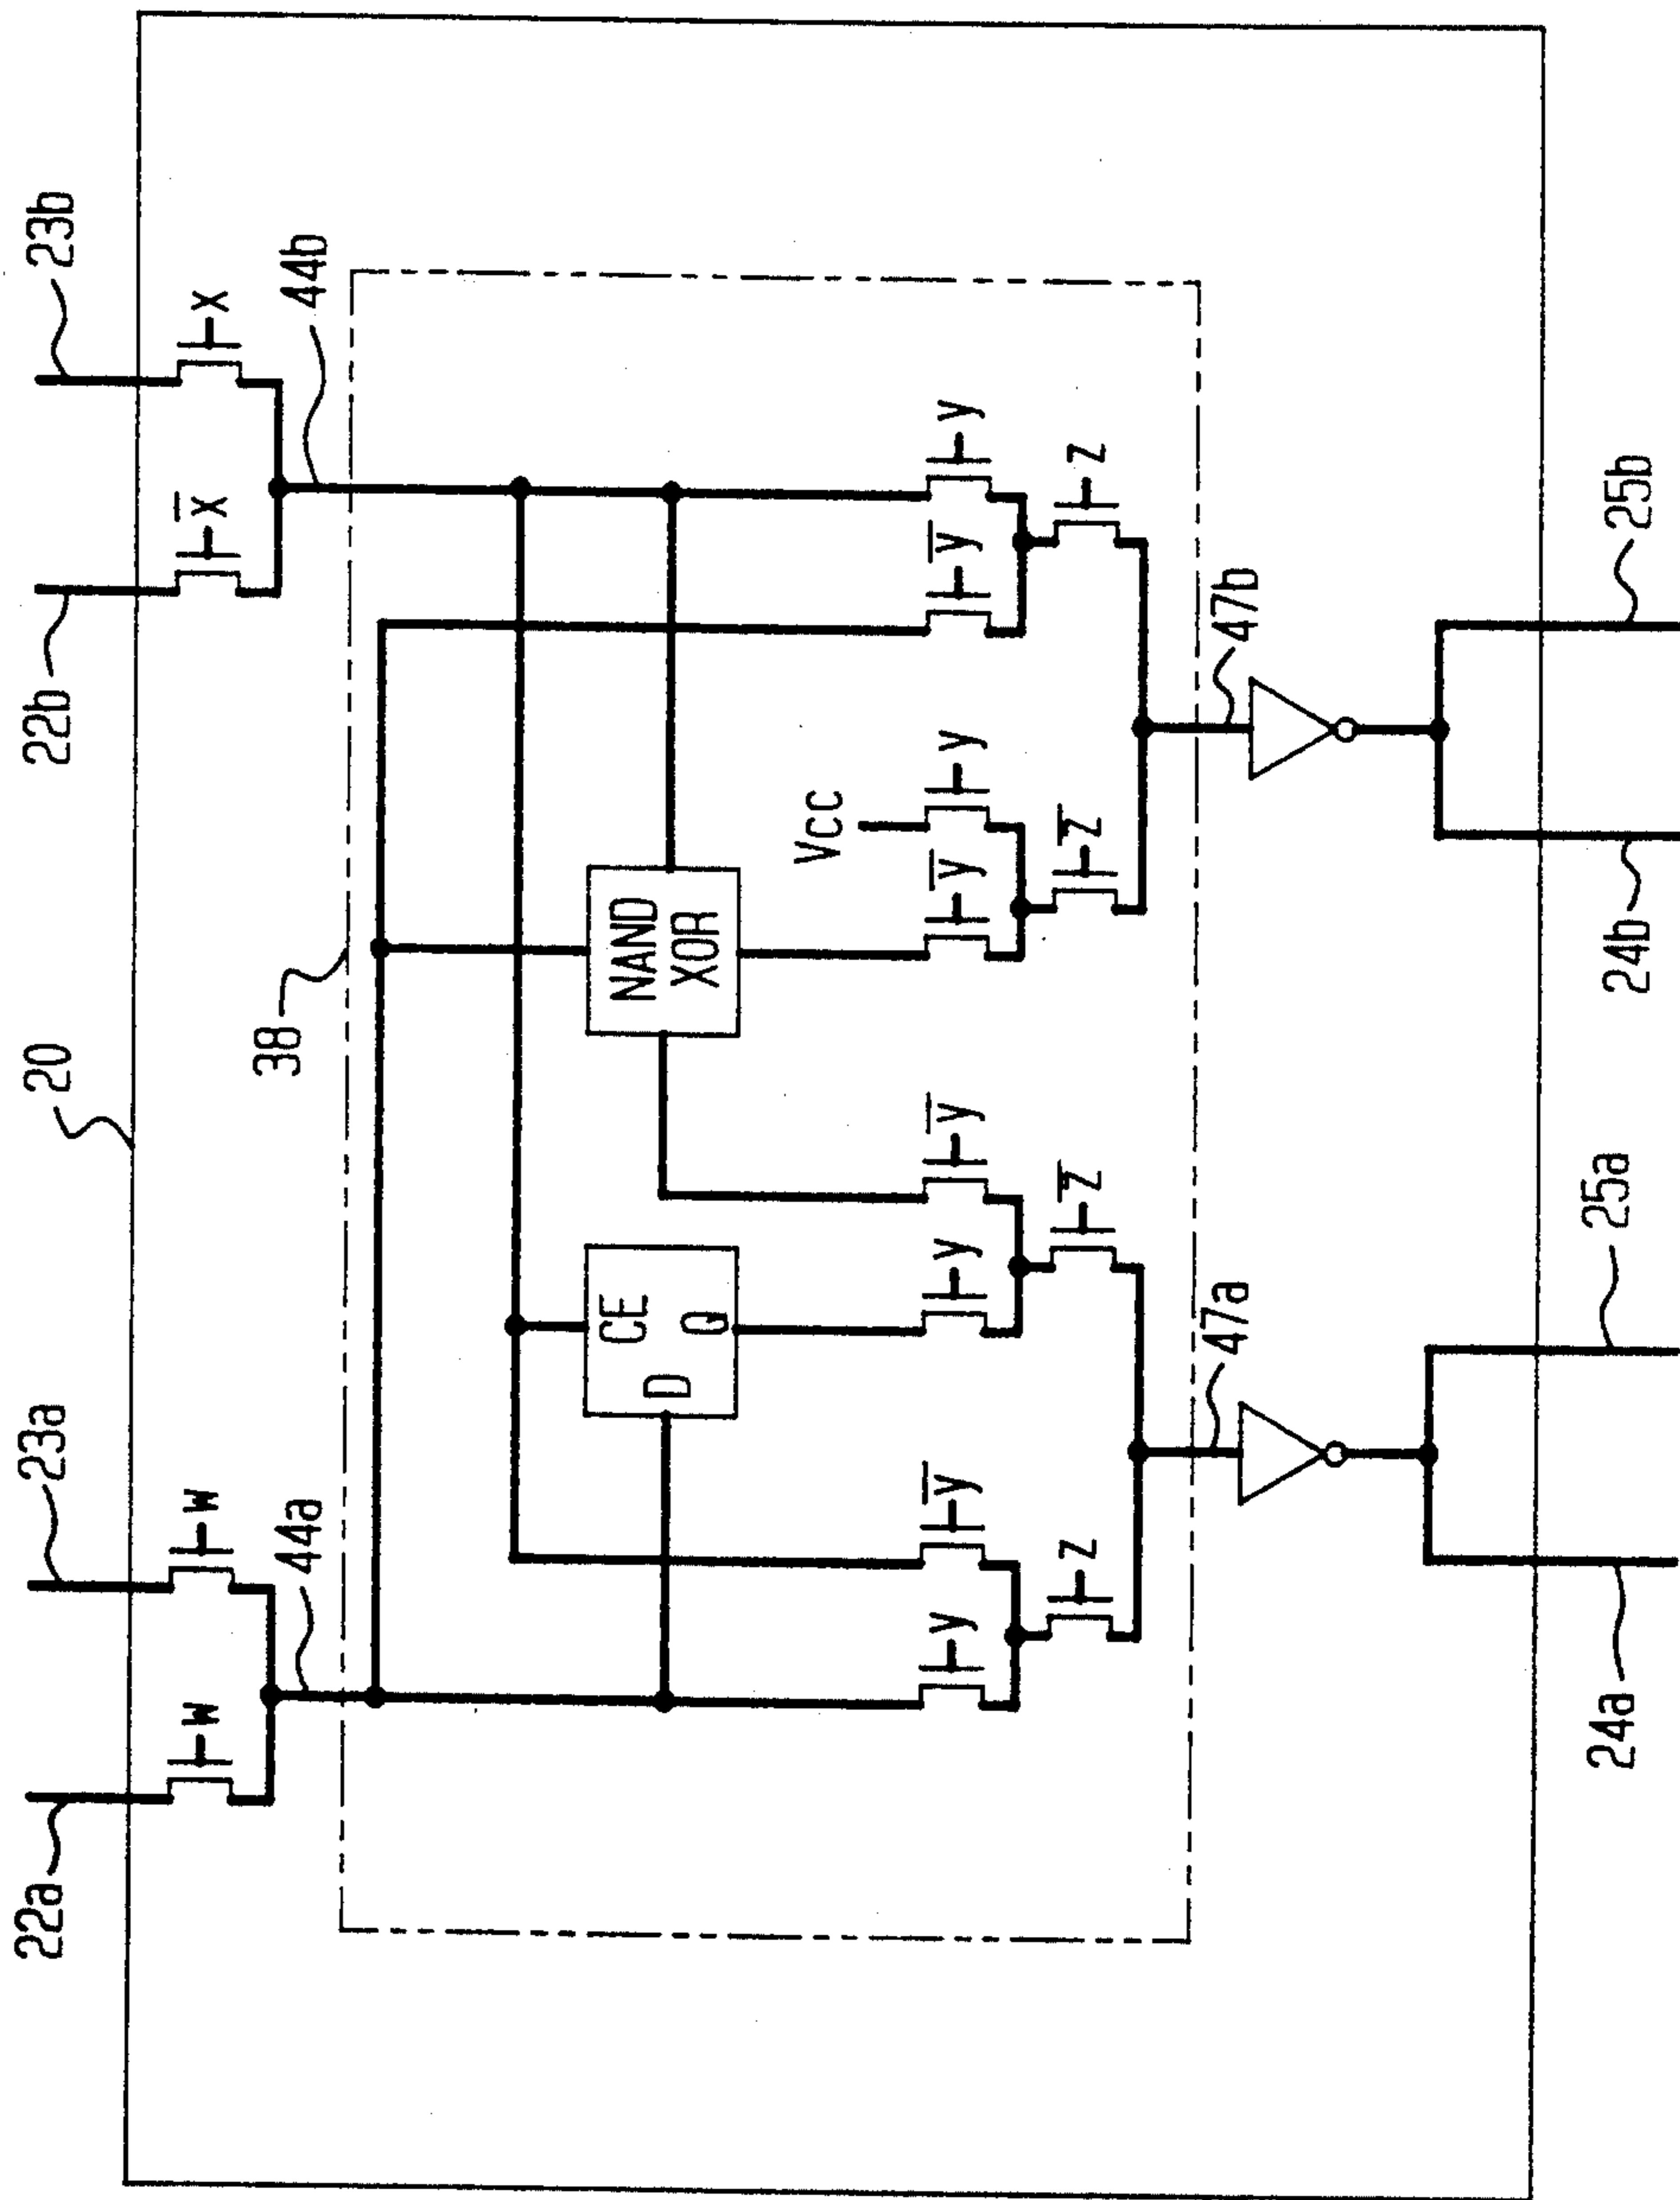 22a
23a
20
22b
23b
w
w
x̅
x
44a
38
44b
CE
D
Q
NAND
XOR
Vcc
y
y̅
y
y̅
y̅
y
y̅
y
z
z̅
z̅
z
47a
47b
24a
25a
24b
25b